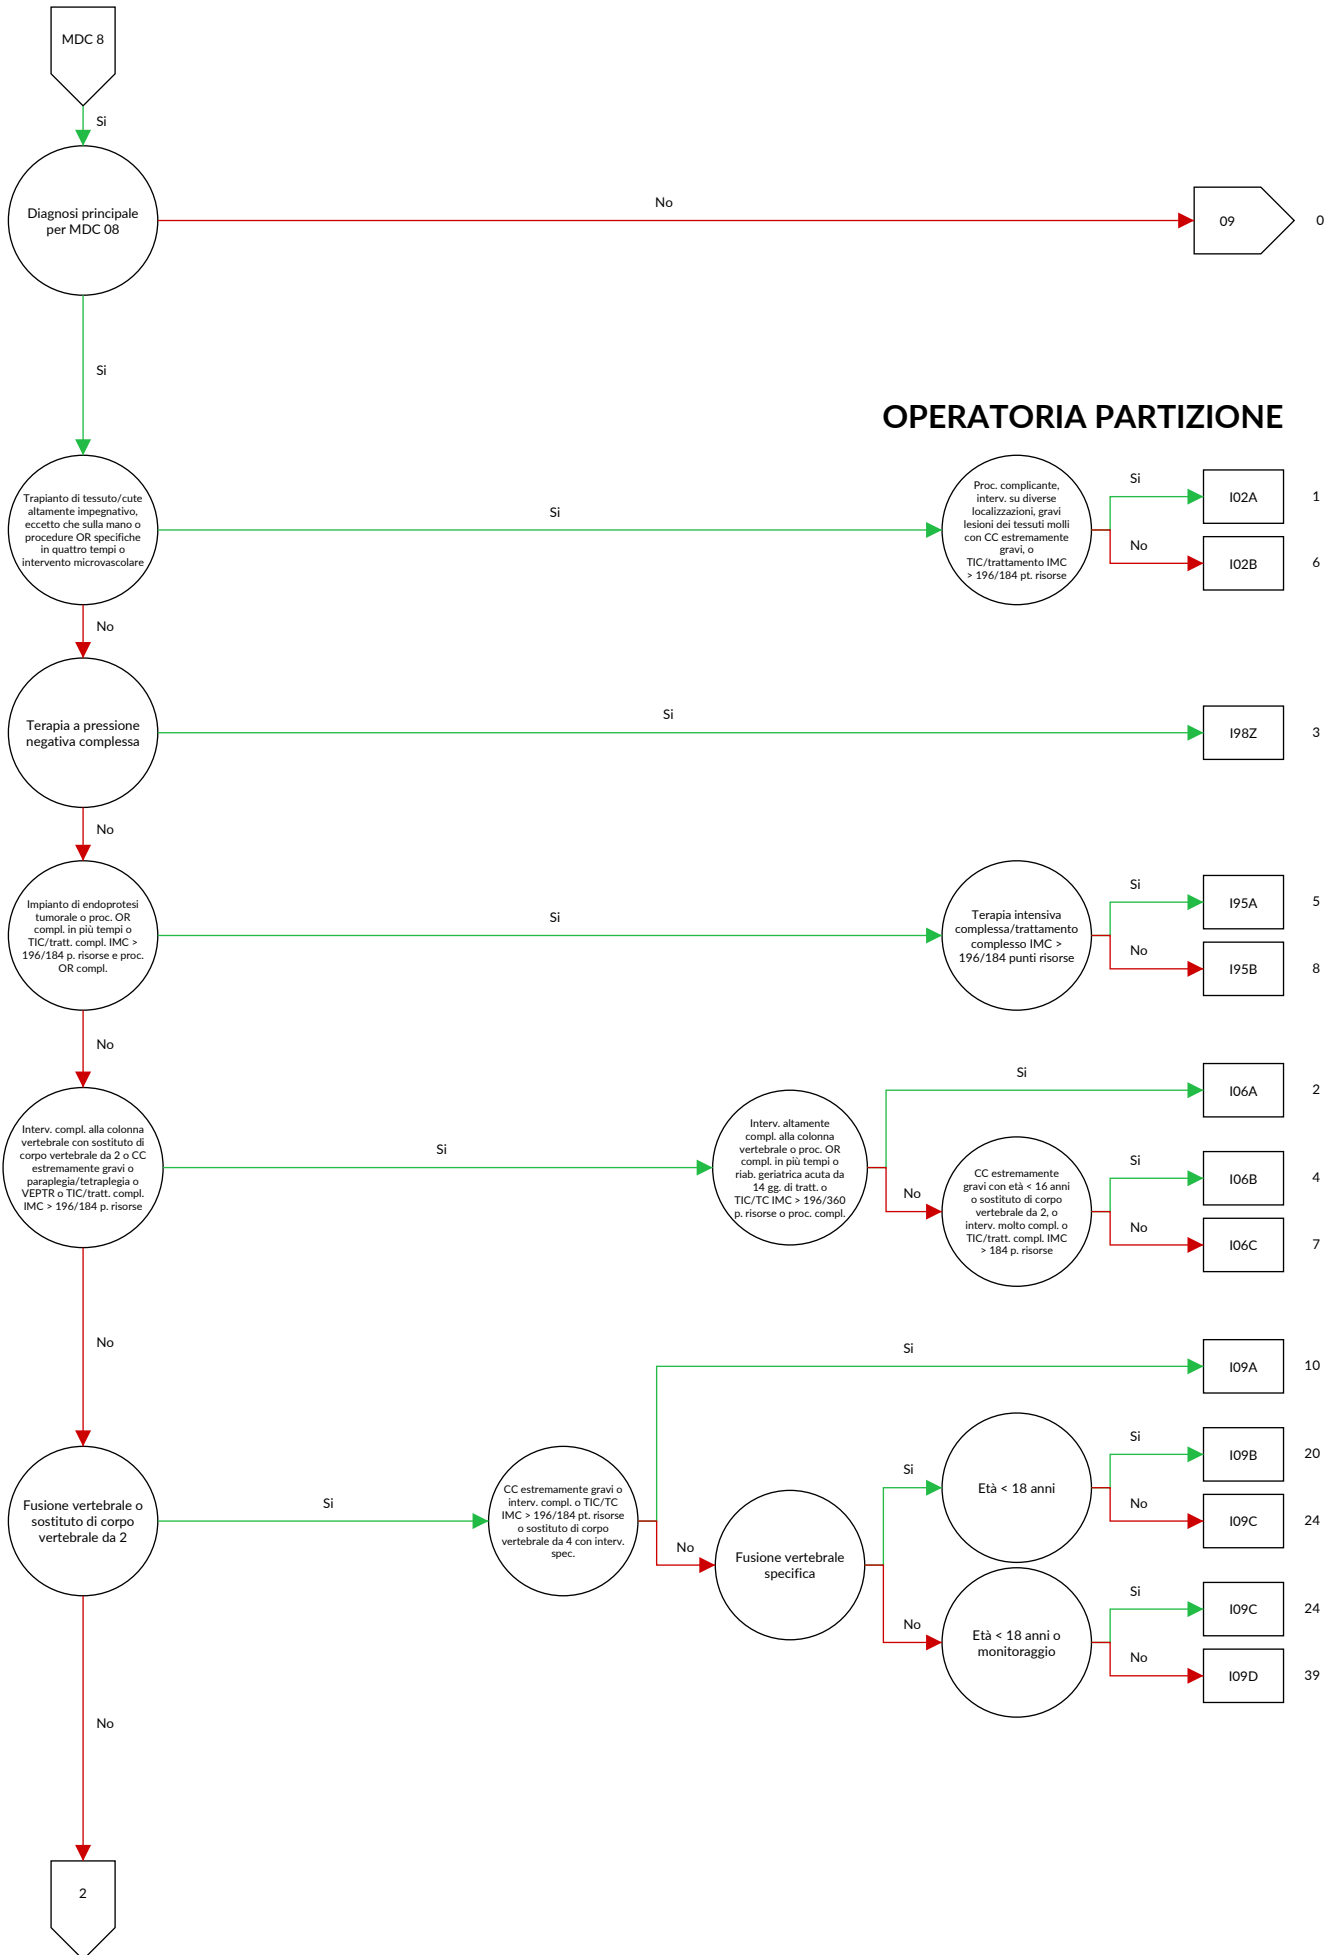 MDC 8
Si
Diagnosi principale
per MDC 08
No
09
0
Si
OPERATORIA PARTIZIONE
Trapianto di tessuto/cute
altamente impegnativo,
eccetto che sulla mano o
procedure OR specifiche
in quattro tempi o
intervento microvascolare
Si
Proc. complicante,
interv. su diverse
localizzazioni, gravi
lesioni dei tessuti molli
con CC estremamente
gravi, o
TIC/trattamento IMC
> 196/184 pt. risorse
Si
I02A
1
No
I02B
6
No
Terapia a pressione
negativa complessa
Si
I98Z
3
No
Impianto di endoprotesi
tumorale o proc. OR
compl. in più tempi o
TIC/tratt. compl. IMC >
196/184 p. risorse e proc.
OR compl.
Si
Terapia intensiva
complessa/trattamento
complesso IMC >
196/184 punti risorse
Si
I95A
5
No
I95B
8
No
Interv. compl. alla colonna
vertebrale con sostituto di
corpo vertebrale da 2 o CC
estremamente gravi o
paraplegia/tetraplegia o
VEPTR o TIC/tratt. compl.
IMC > 196/184 p. risorse
Si
Interv. altamente
compl. alla colonna
vertebrale o proc. OR
compl. in più tempi o
riab. geriatrica acuta da
14 gg. di tratt. o
TIC/TC IMC > 196/360
p. risorse o proc. compl.
Si
I06A
2
No
CC estremamente
gravi con età < 16 anni
o sostituto di corpo
vertebrale da 2, o
interv. molto compl. o
TIC/tratt. compl. IMC
> 184 p. risorse
Si
I06B
4
No
I06C
7
No
Fusione vertebrale o
sostituto di corpo
vertebrale da 2
Si
CC estremamente gravi o
interv. compl. o TIC/TC
IMC > 196/184 pt. risorse
o sostituto di corpo
vertebrale da 4 con interv.
spec.
Si
I09A
10
No
Fusione vertebrale
specifica
Si
Età < 18 anni
Si
I09B
20
No
I09C
24
No
Età < 18 anni o
monitoraggio
Si
I09C
24
No
I09D
39
No
2